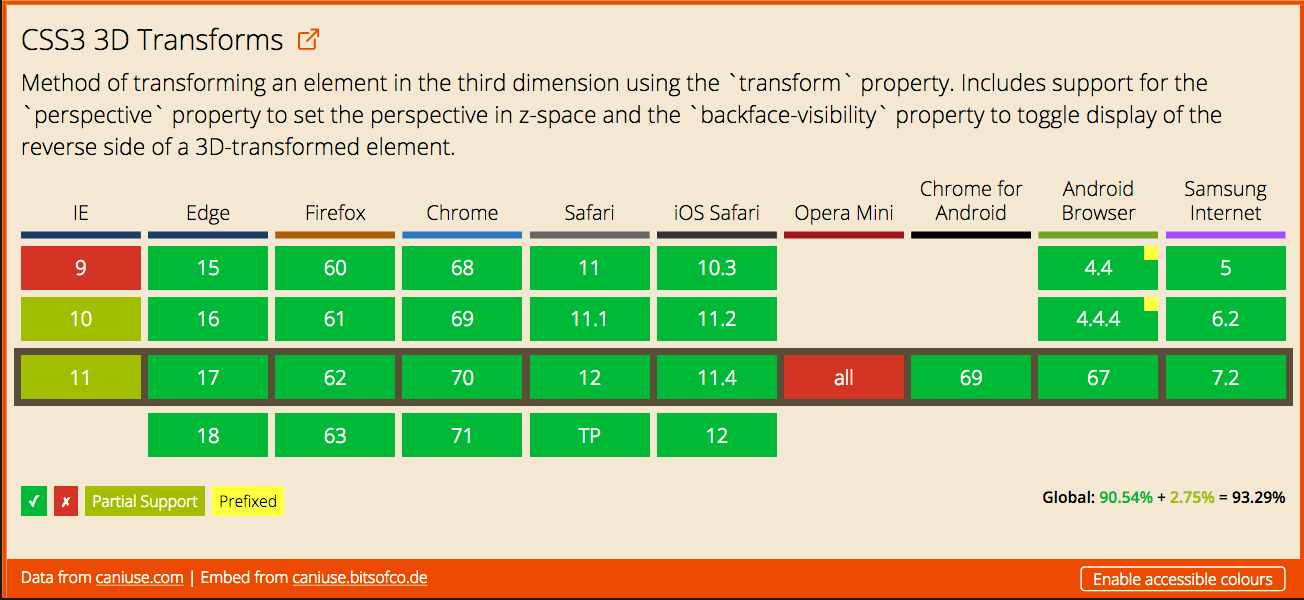 CSS3 3D Transforms
Method of transforming an element in the third dimension using the `transform` property. Includes support for the
`perspective` property to set the perspective in z-space and the `backface-visibility` property to toggle display of the
reverse side of a 3D-transformed element.
IE Edge Firefox Chrome Safari iOS Safari Opera Mini Chrome for Android Android Browser Samsung Internet
9 15 60 68 11 10.3 4.4 5
10 16 61 69 11.1 11.2 4.4.4 6.2
11 17 62 70 12 11.4 all 69 67 7.2
18 63 71 TP 12
✔ ✘ Partial Support Prefixed Global: 90.54% + 2.75% = 93.29%
Data from caniuse.com | Embed from caniuse.bitsofco.de Enable accessible colours